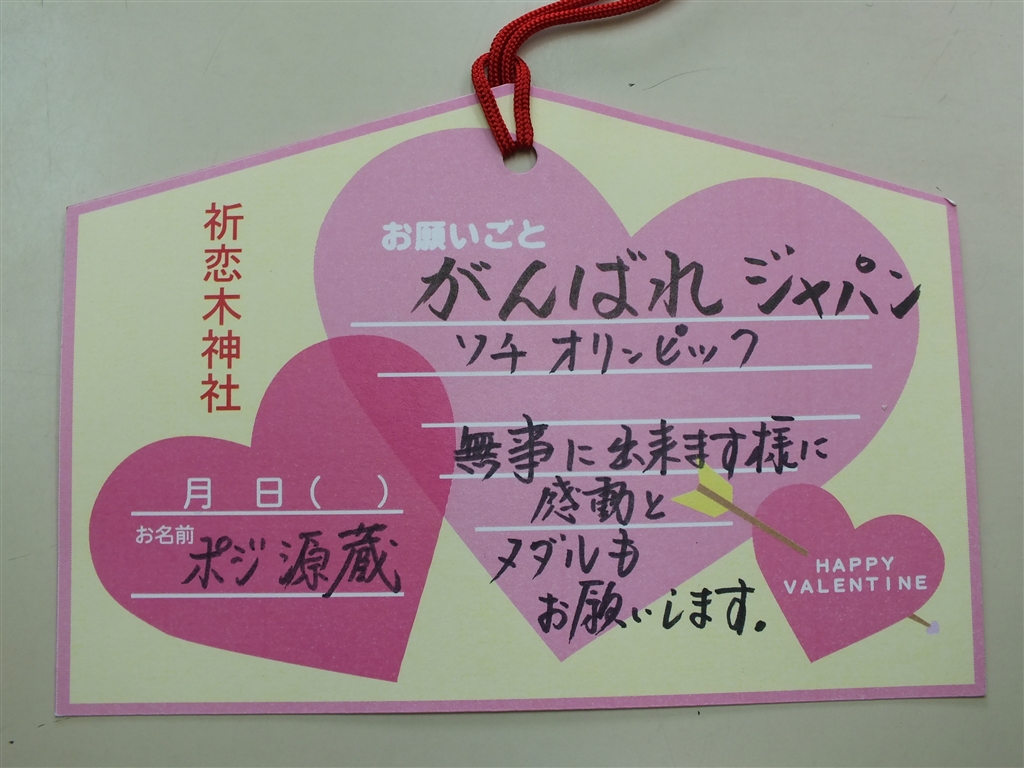 祈恋木神社
お願いごと
がんばれ ジャパン
ソチ オリンピック
無事に出来ます様に
感動と
メダルも
お願いします。
月 日( )
お名前
ポジ源蔵
HAPPY
VALENTINE